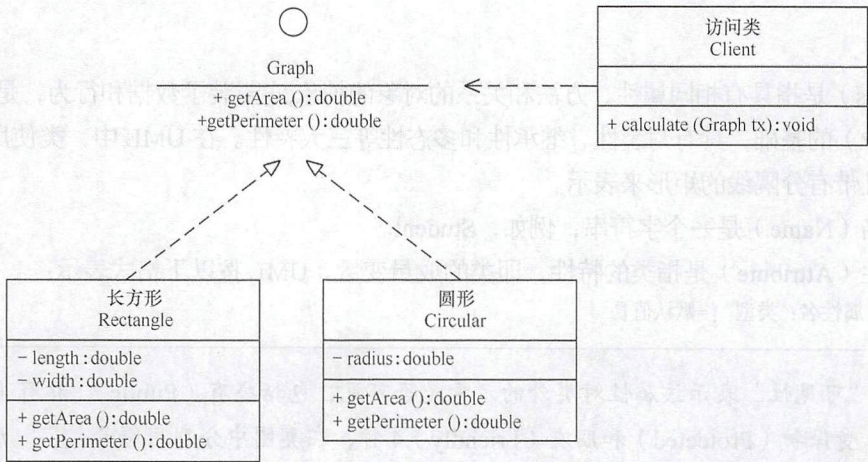 Graph
+ getArea ():double
+getPerimeter ():double
访问类
Client
+ calculate (Graph tx): void
长方形
Rectangle
− length:double
− width:double
+ getArea ():double
+ getPerimeter ():double
圆形
Circular
− radius:double
+ getArea ():double
+ getPerimeter ():double